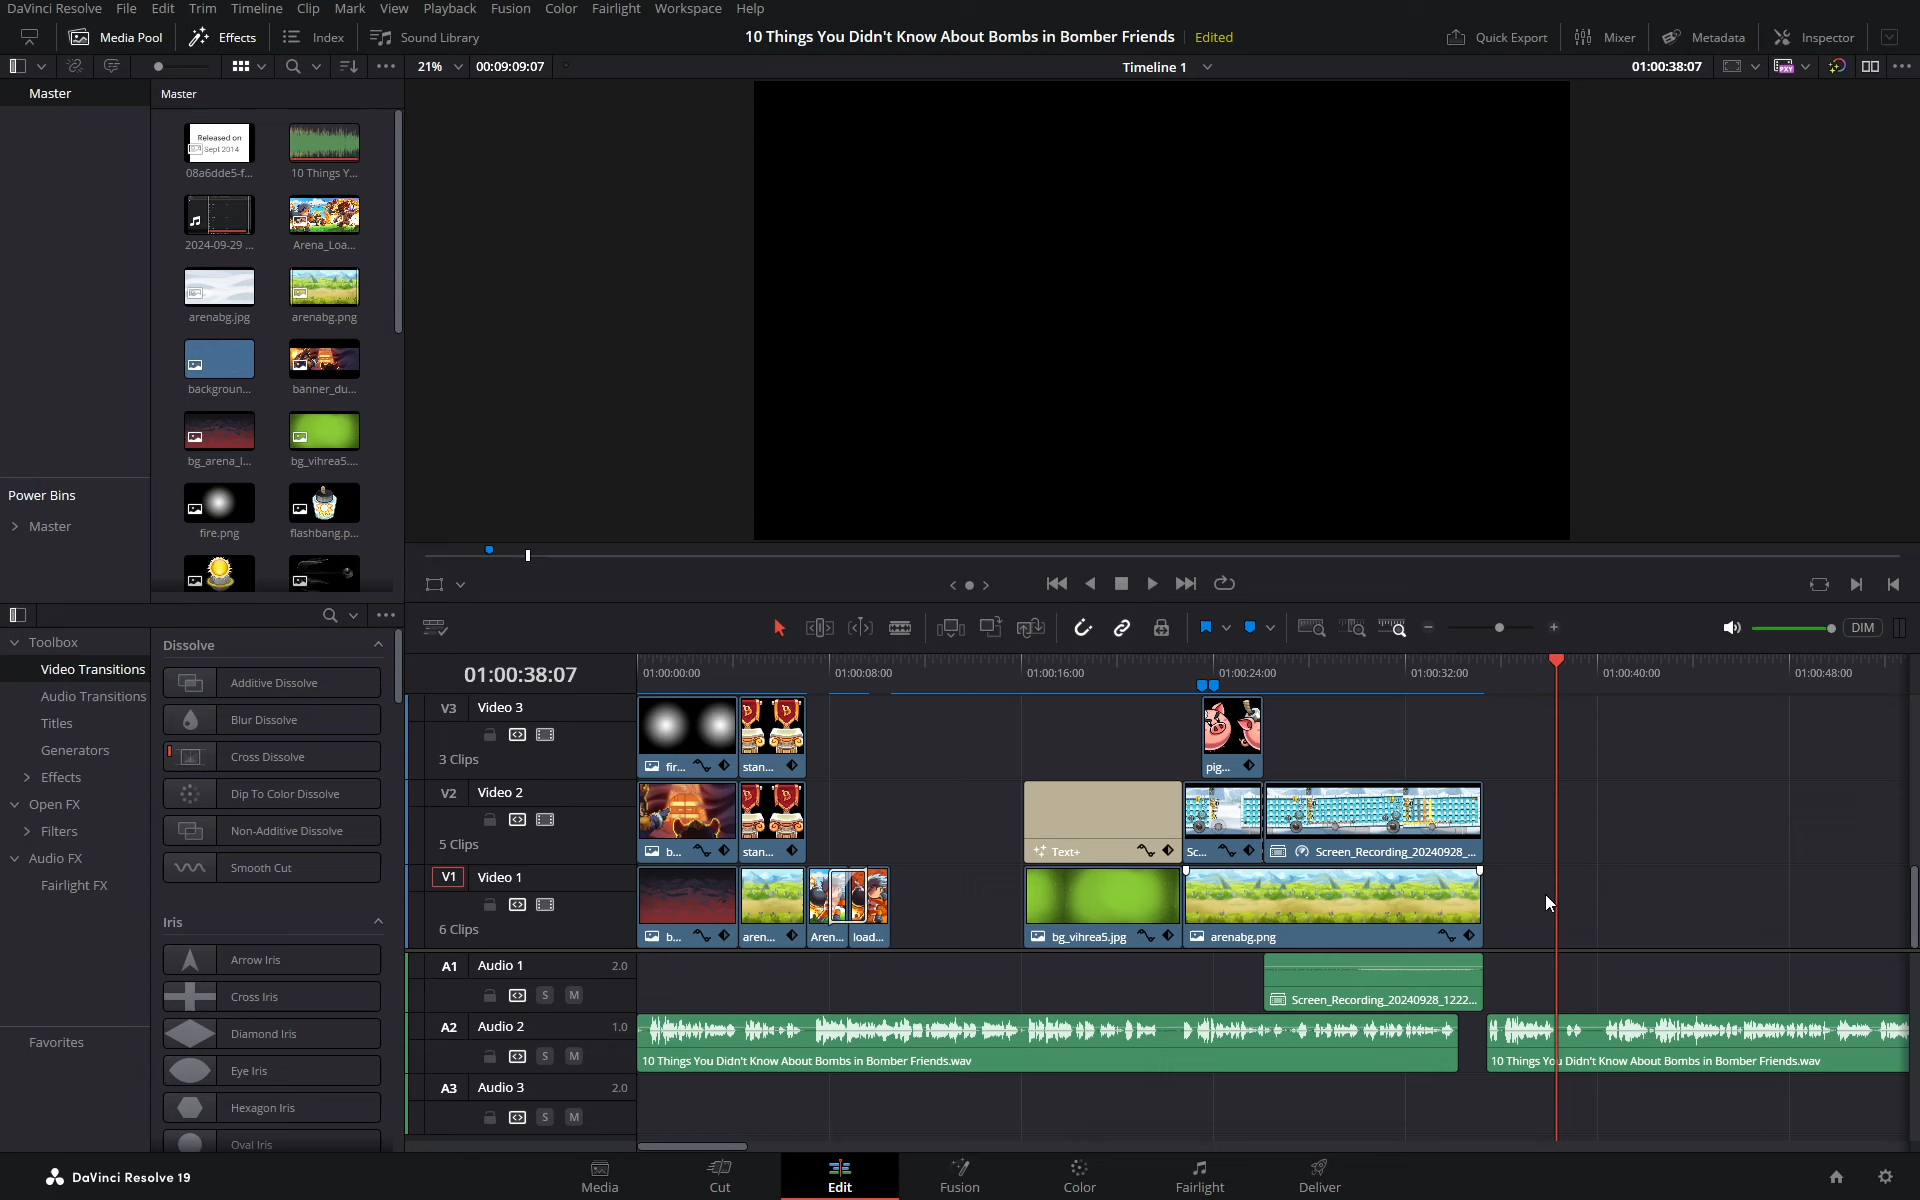 DaVinci Resolve File Edit Trim Timeline Clip Mark View Playback Fusion Color Fairlight Workspace Help
Media Pool Effects Index Sound Library 10 Things You Didn't Know About Bombs in Bomber Friends Edited Quick Export Mixer Metadata Inspector
21% 00:09:09:07 Timeline 1 01:00:38:07 PXY
Master Master
Released on
Sept 2014
08a6dde5-f... 10 Things Y...
2024-09-29 ... Arena_Loa...
arenabg.jpg arenabg.png
backgroun... banner_du...
bg_arena_l... bg_vihrea5....
Power Bins
Master
fire.png flashbang.p...
Toolbox
Video Transitions
Audio Transitions
Titles
Generators
Effects
Open FX
Filters
Audio FX
Fairlight FX
Favorites
Dissolve
Additive Dissolve
Blur Dissolve
Cross Dissolve
Dip To Color Dissolve
Non-Additive Dissolve
Smooth Cut
Iris
Arrow Iris
Cross Iris
Diamond Iris
Eye Iris
Hexagon Iris
Oval Iris
DIM
01:00:38:07 01:00:00:00 01:00:08:00 01:00:16:00 01:00:24:00 01:00:32:00 01:00:40:00 01:00:48:00
V3 Video 3
3 Clips fir... stan... pig...
V2 Video 2
5 Clips b... stan... Text+ Sc... Screen_Recording_20240928_...
V1 Video 1
6 Clips b... aren... Aren... load... bg_vihrea5.jpg arenabg.png
A1 Audio 1 2.0
S M Screen_Recording_20240928_1222...
A2 Audio 2 1.0
S M 10 Things You Didn't Know About Bombs in Bomber Friends.wav 10 Things You Didn't Know About Bombs in Bomber Friends.wav
A3 Audio 3 2.0
S M
DaVinci Resolve 19 Media Cut Edit Fusion Color Fairlight Deliver